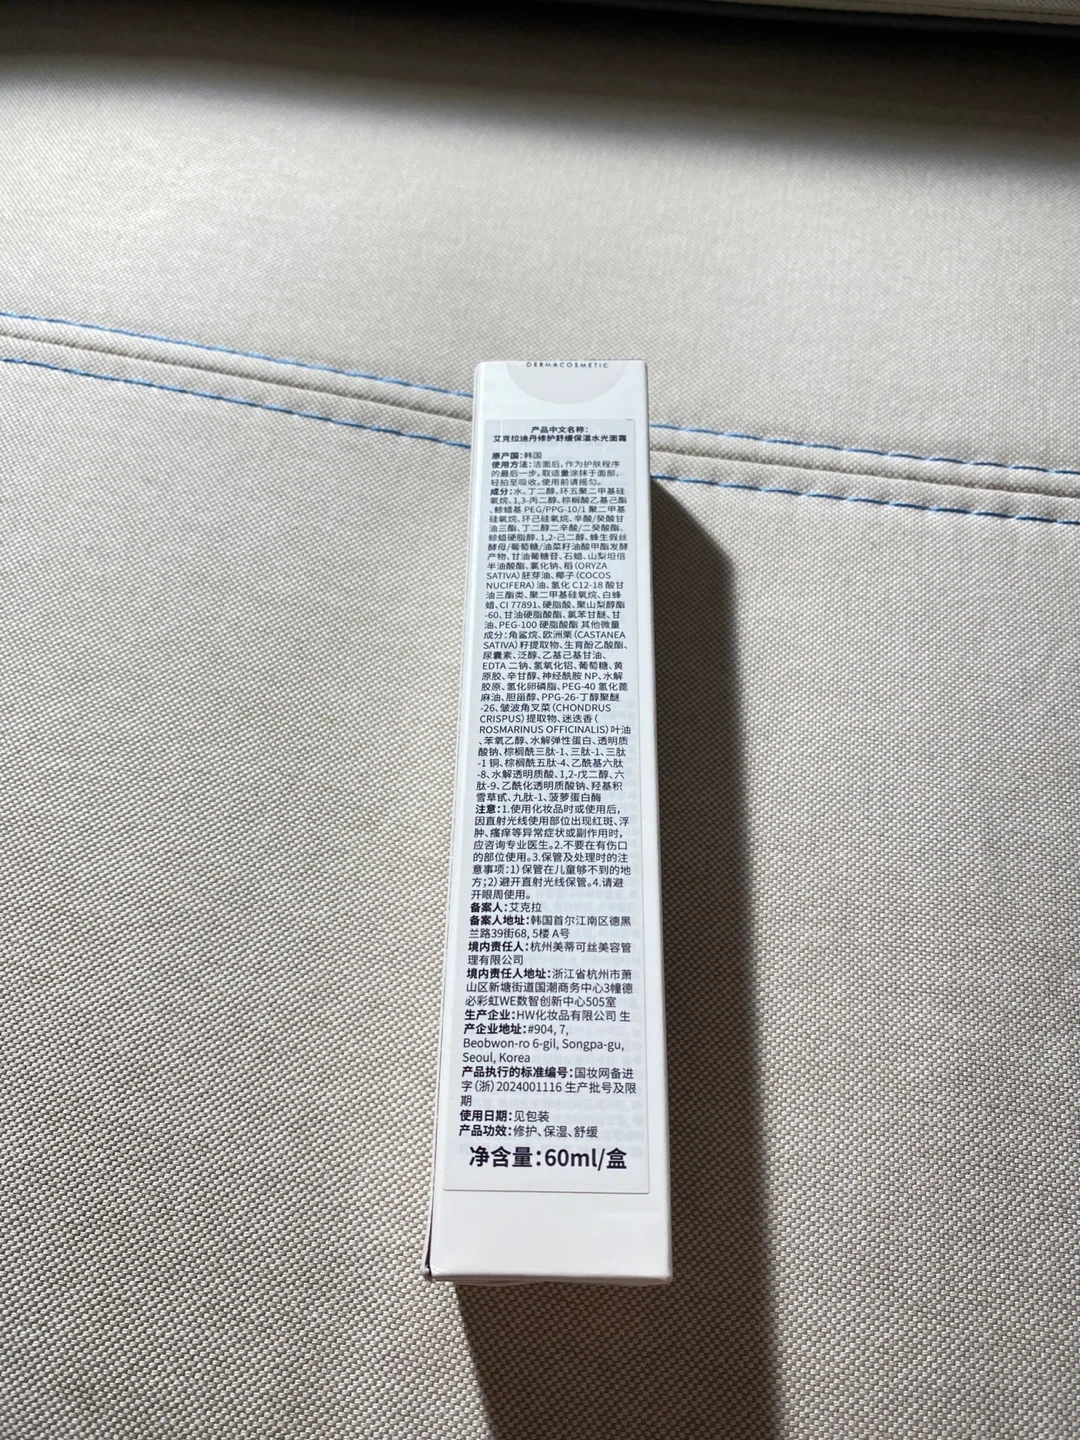 DERMACOSMETIC
产品中文名称：
艾克拉迪丹修护舒缓保湿水光面霜
原产国：韩国
使用方法：洁面后，作为护肤程序
的最后一步，取适量涂抹于面部，
轻拍至吸收。使用前请摇匀。
成分：水、丁二醇、环五聚二甲基硅
氧烷、1,3-丙二醇、棕榈酸乙基己酯
、鲸蜡基 PEG/PPG-10/1 聚二甲基
硅氧烷、环己硅氧烷、辛酸/癸酸甘
油三酯、丁二醇二辛酸/二癸酸酯、
鲸蜡硬脂醇、1,2-己二醇、蜂生假丝
酵母/葡萄糖/油菜籽油酸甲酯发酵
产物、甘油葡糖苷、石蜡、山梨坦倍
半油酸酯、氯化钠、稻（ORYZA
SATIVA）胚芽油、椰子（COCOS
NUCIFERA）油、氢化 C12-18 酸甘
油三酯类、聚二甲基硅氧烷、白蜂
蜡、CI 77891、硬脂酸、聚山梨醇酯
-60、甘油硬脂酸酯、氯苯甘醚、甘
油、PEG-100 硬脂酸酯 其他微量
成分：角鲨烷、欧洲栗（CASTANEA
SATIVA）籽提取物、生育酚乙酸酯、
尿囊素、泛醇、乙基己基甘油、
EDTA 二钠、氢氧化铝、葡萄糖、黄
原胶、辛甘醇、神经酰胺 NP、水解
胶原、氢化卵磷脂、PEG-40 氢化蓖
麻油、胆甾醇、PPG-26-丁醇聚醚
-26、皱波角叉菜（CHONDRUS
CRISPUS）提取物、迷迭香（
ROSMARINUS OFFICINALIS）叶油
、苯氧乙醇、水解弹性蛋白、透明质
酸钠、棕榈酰三肽-1、三肽-1、三肽
-1 铜、棕榈酰五肽-4、乙酰基六肽
-8、水解透明质酸、1,2-戊二醇、六
肽-9、乙酰化透明质酸钠、羟基积
雪草甙、九肽-1、菠萝蛋白酶
注意：1.使用化妆品时或使用后，
因直射光线使用部位出现红斑、浮
肿、瘙痒等异常症状或副作用时，
应咨询专业医生。2.不要在有伤口
的部位使用。3.保管及处理时的注
意事项：1）保管在儿童够不到的地
方；2）避开直射光线保管。4.请避
开眼周使用。
备案人：艾克拉
备案人地址：韩国首尔江南区德黑
兰路39街68, 5楼 A号
境内责任人：杭州美蒂可丝美容管
理有限公司
境内责任人地址：浙江省杭州市萧
山区新塘街道国潮商务中心3幢德
必彩虹WE数智创新中心505室
生产企业：HW化妆品有限公司 生
产企业地址：#904, 7,
Beobwon-ro 6-gil, Songpa-gu,
Seoul, Korea
产品执行的标准编号：国妆网备进
字（浙）2024001116 生产批号及限
期
使用日期：见包装
产品功效：修护、保湿、舒缓
净含量：60ml/盒